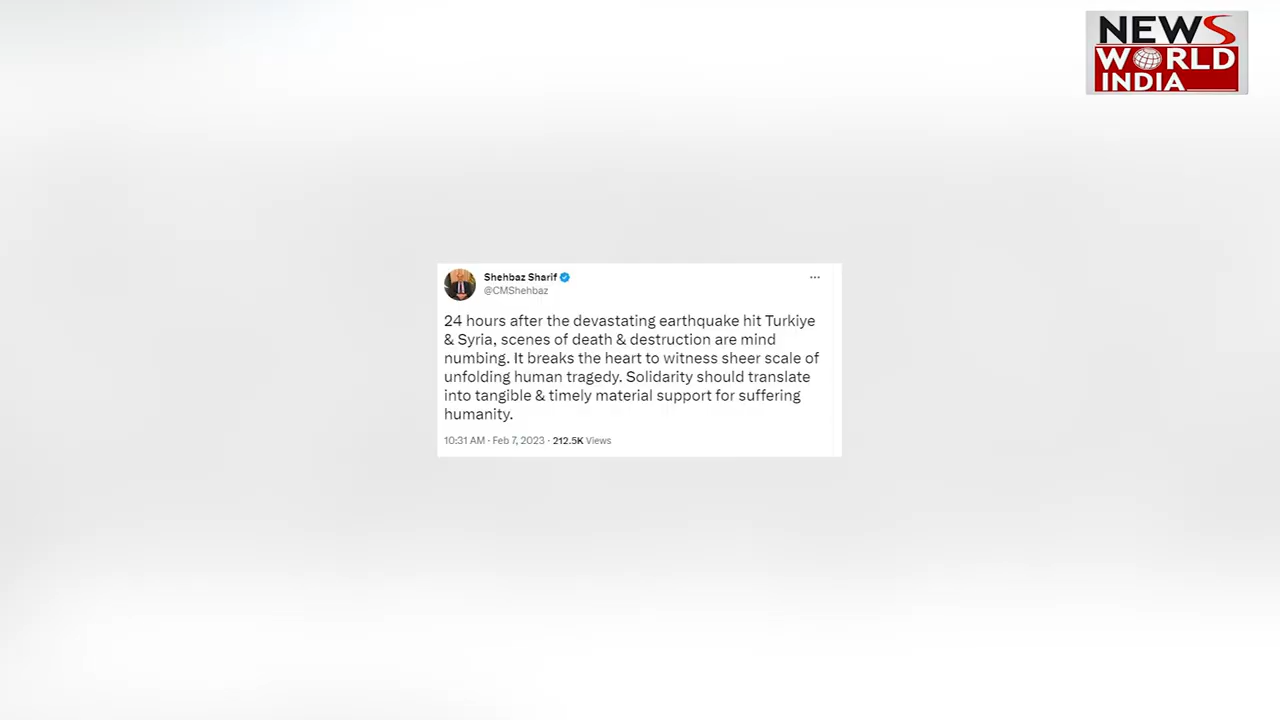 NEWS
WORLD
INDIA
Shehbaz Sharif
@CMShehbaz
24 hours after the devastating earthquake hit Turkiye
& Syria, scenes of death & destruction are mind
numbing. It breaks the heart to witness sheer scale of
unfolding human tragedy. Solidarity should translate
into tangible & timely material support for suffering
humanity.
10:31 AM · Feb 7, 2023 · 212.5K Views